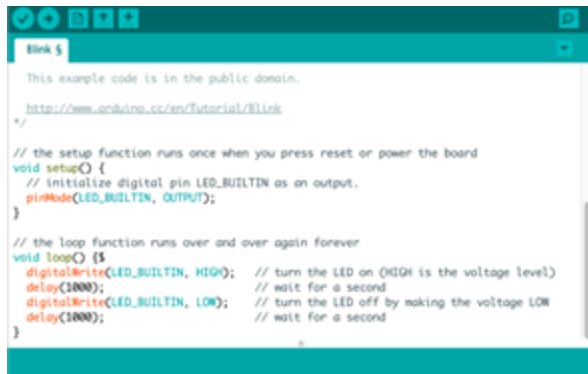 Blink §
This example code is in the public domain.
http://www.arduino.cc/en/Tutorial/Blink
*/
// the setup function runs once when you press reset or power the board
void setup() {
// initialize digital pin LED_BUILTIN as an output.
pinMode(LED_BUILTIN, OUTPUT);
}
// the loop function runs over and over again forever
void loop() {$
digitalWrite(LED_BUILTIN, HIGH); // turn the LED on (HIGH is the voltage level)
delay(1000); // wait for a second
digitalWrite(LED_BUILTIN, LOW); // turn the LED off by making the voltage LOW
delay(1000); // wait for a second
}